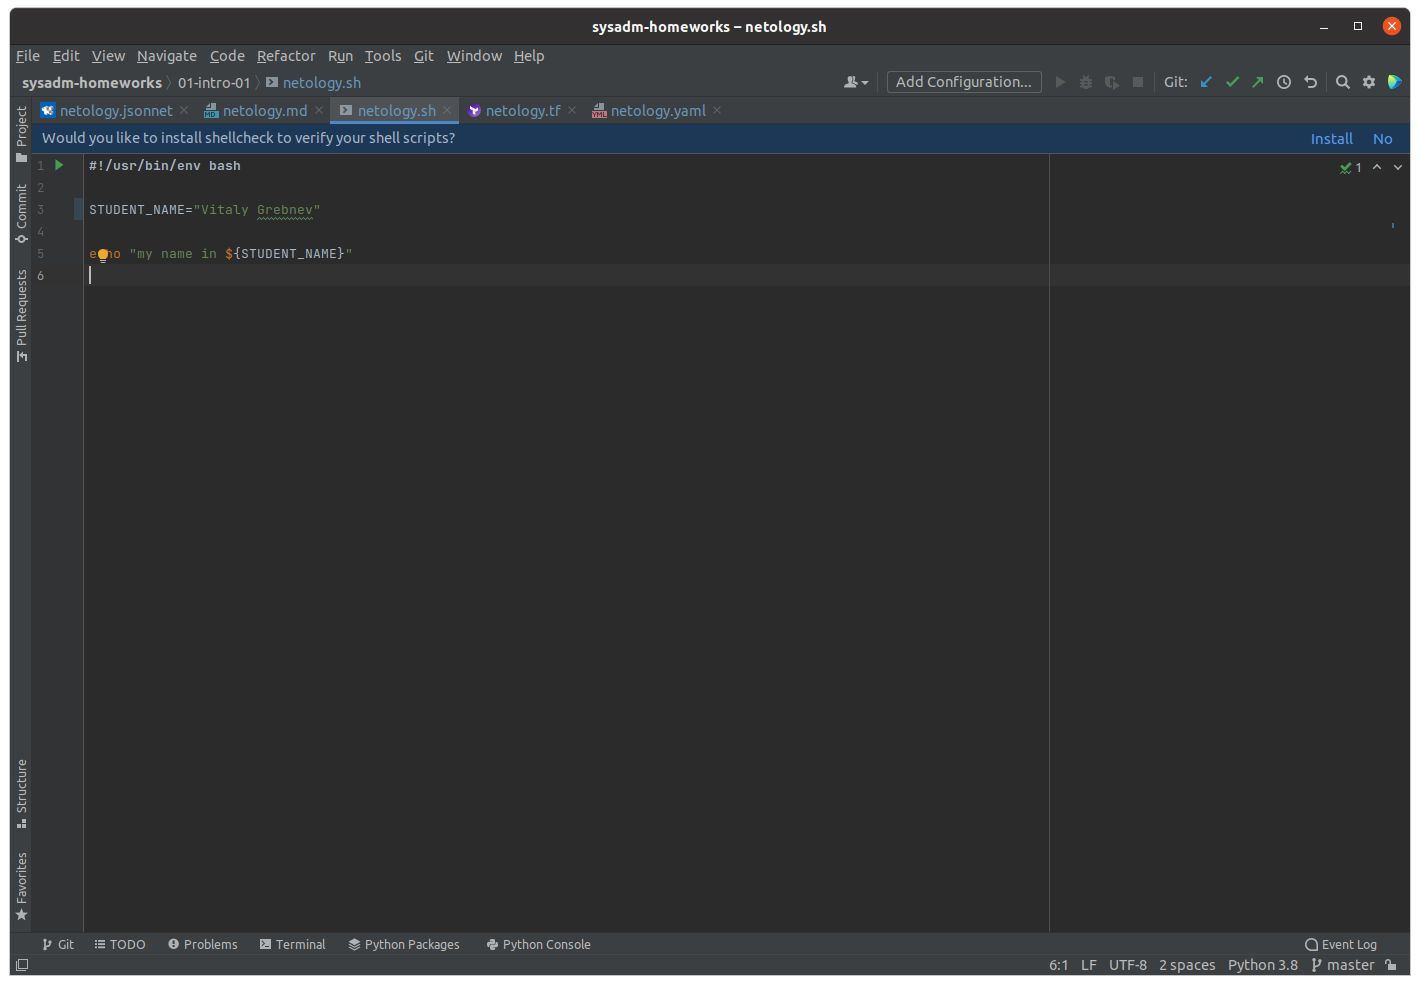 sysadm-homeworks – netology.sh
File Edit View Navigate Code Refactor Run Tools Git Window Help
sysadm-homeworks 01-intro-01 netology.sh Add Configuration... Git:
netology.jsonnet netology.md netology.sh netology.tf netology.yaml
Would you like to install shellcheck to verify your shell scripts? Install No
1 #!/usr/bin/env bash 1
2
3 STUDENT_NAME="Vitaly Grebnev"
4
5 echo "my name in ${STUDENT_NAME}"
6
Project
Commit
Pull Requests
Structure
Favorites
Git TODO Problems Terminal Python Packages Python Console Event Log
6:1 LF UTF-8 2 spaces Python 3.8 master